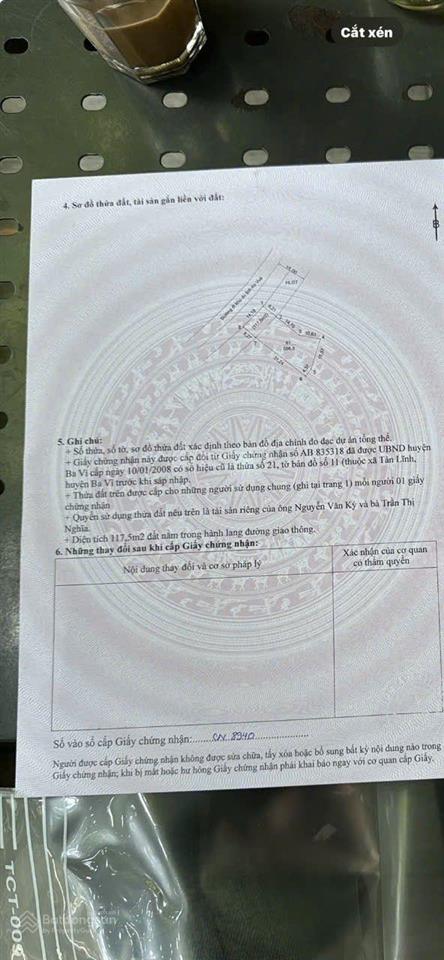 Cắt xén
4. Sơ đồ thửa đất, tài sản gắn liền với đất:
B
5. Ghi chú:
+ Số thửa, số tờ, sơ đồ thửa đất xác định theo bản đồ địa chính đo đạc dự án tổng thể.
+ Giấy chứng nhận này được cấp đổi từ Giấy chứng nhận số AB 835318 đã được UBND huyện
Ba Vì cấp ngày 10/01/2008 có số hiệu cũ là thửa số 21, tờ bản đồ số 11 (thuộc xã Tản Lĩnh,
huyện Ba Vì trước khi sáp nhập.
+ Thửa đất trên được cấp cho những người sử dụng chung (ghi tại trang 1) mỗi người 01 giấy
chứng nhận
+ Quyền sử dụng thửa đất nêu trên là tài sản riêng của ông Nguyễn Văn Kỳ và bà Trần Thị
Nghĩa.
+ Diện tích 117,5m2 đất nằm trong hành lang đường giao thông.
6. Những thay đổi sau khi cấp Giấy chứng nhận:
Nội dung thay đổi và cơ sở pháp lý
Xác nhận của cơ quan
có thẩm quyền
Số vào sổ cấp Giấy chứng nhận:......CN 8940......
Người được cấp Giấy chứng nhận không được sửa chữa, tẩy xóa hoặc bổ sung bất kỳ nội dung nào trong
Giấy chứng nhận; khi bị mất hoặc hư hỏng Giấy chứng nhận phải khai báo ngay với cơ quan cấp Giấy.
TCT-009
Batdongsan
by PropertyGuru